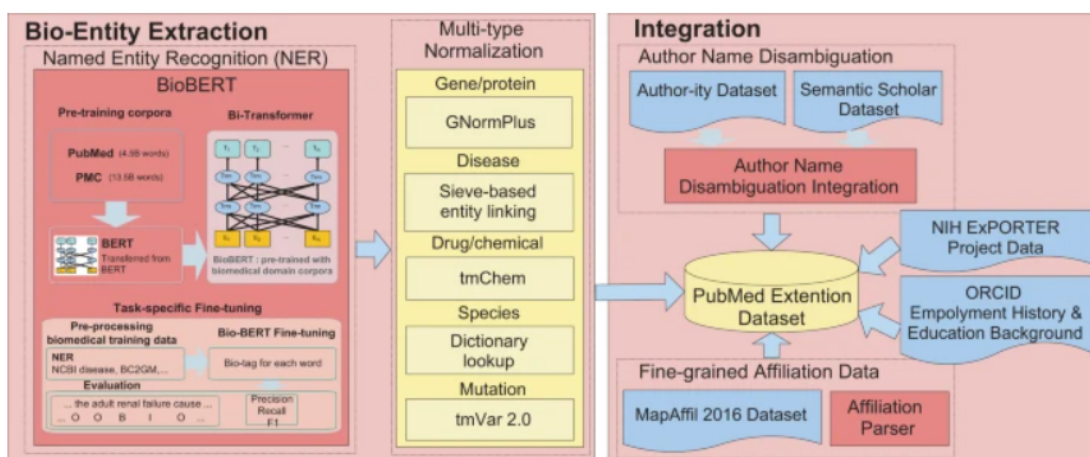 Bio-Entity Extraction
Named Entity Recognition (NER)
BioBERT
Pre-training corpora
PubMed (4.5B words)
PMC (13.5B words)
Bi-Transformer
BERT
Transferred from
BERT
BioBERT : pre-trained with
biomedical domain corpora
Task-specific Fine-tuning
Pre-processing
biomedical training data
NER
NCBI disease, BC2GM,...
Bio-BERT Fine-tuning
Bio-tag for each word
Evaluation
... the adult renal failure cause ...
... O O B I O ...
Precision
Recall
F1
Multi-type
Normalization
Gene/protein
GNormPlus
Disease
Sieve-based
entity linking
Drug/chemical
tmChem
Species
Dictionary
lookup
Mutation
tmVar 2.0
Integration
Author Name Disambiguation
Author-ity Dataset
Semantic Scholar
Dataset
Author Name
Disambiguation Integration
NIH ExPORTER
Project Data
PubMed Extention
Dataset
ORCID
Empolyment History &
Education Background
Fine-grained Affiliation Data
MapAffil 2016 Dataset
Affiliation
Parser